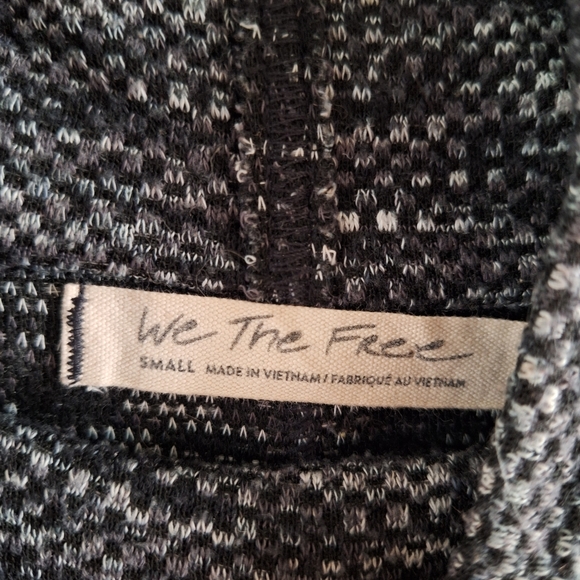 We The Free
SMALL MADE IN VIETNAM / FABRIQUÉ AU VIETNAM